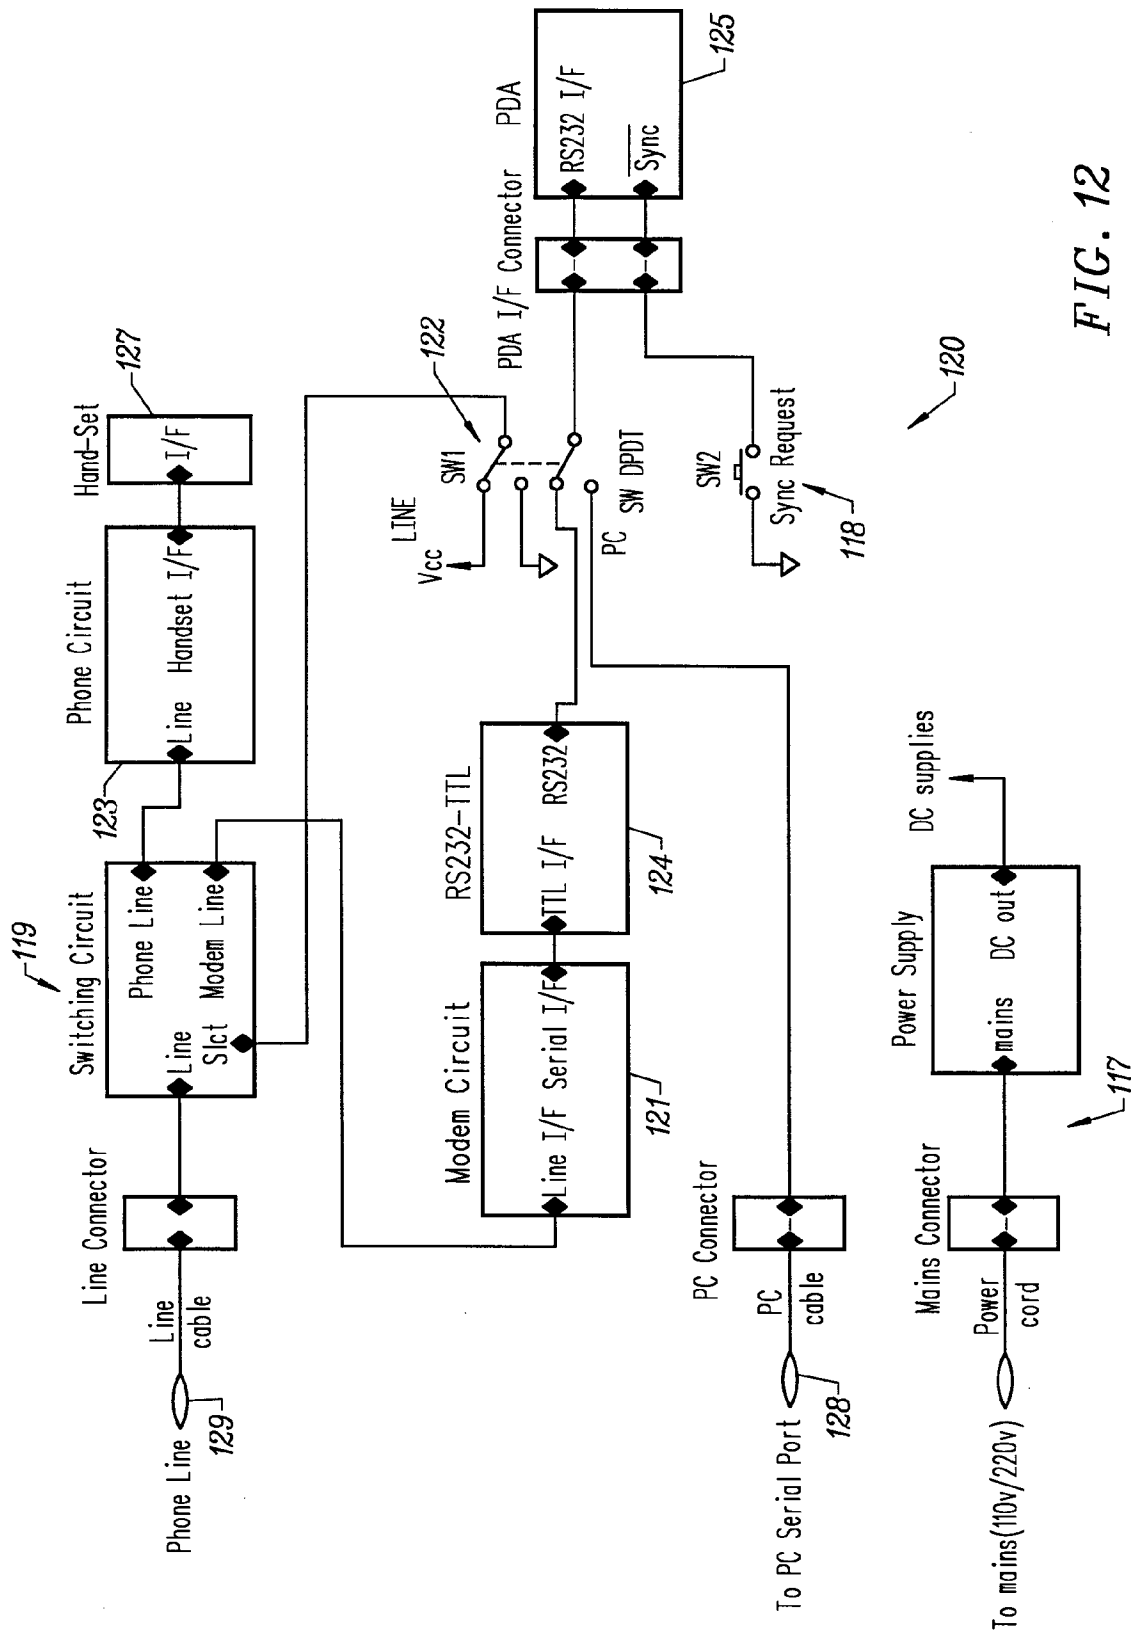 Phone Line
129
Line
cable
Line Connector
119
Switching Circuit
Line
Slct
Phone Line
Modem Line
Phone Circuit
123
Line Handset I/F
Hand-Set
I/F
127
Modem Circuit
Line I/F Serial I/F
121
RS232-TTL
TTL I/F RS232
124
Vcc
LINE
SW1
122
PC
SW DPDT
PDA I/F Connector
PDA
RS232 I/F
Sync
125
SW2
Sync Request
118
To PC Serial Port
128
PC
cable
PC Connector
To mains(110v/220v)
Power
cord
Mains Connector
117
Power Supply
mains DC out
DC supplies
120
FIG. 12